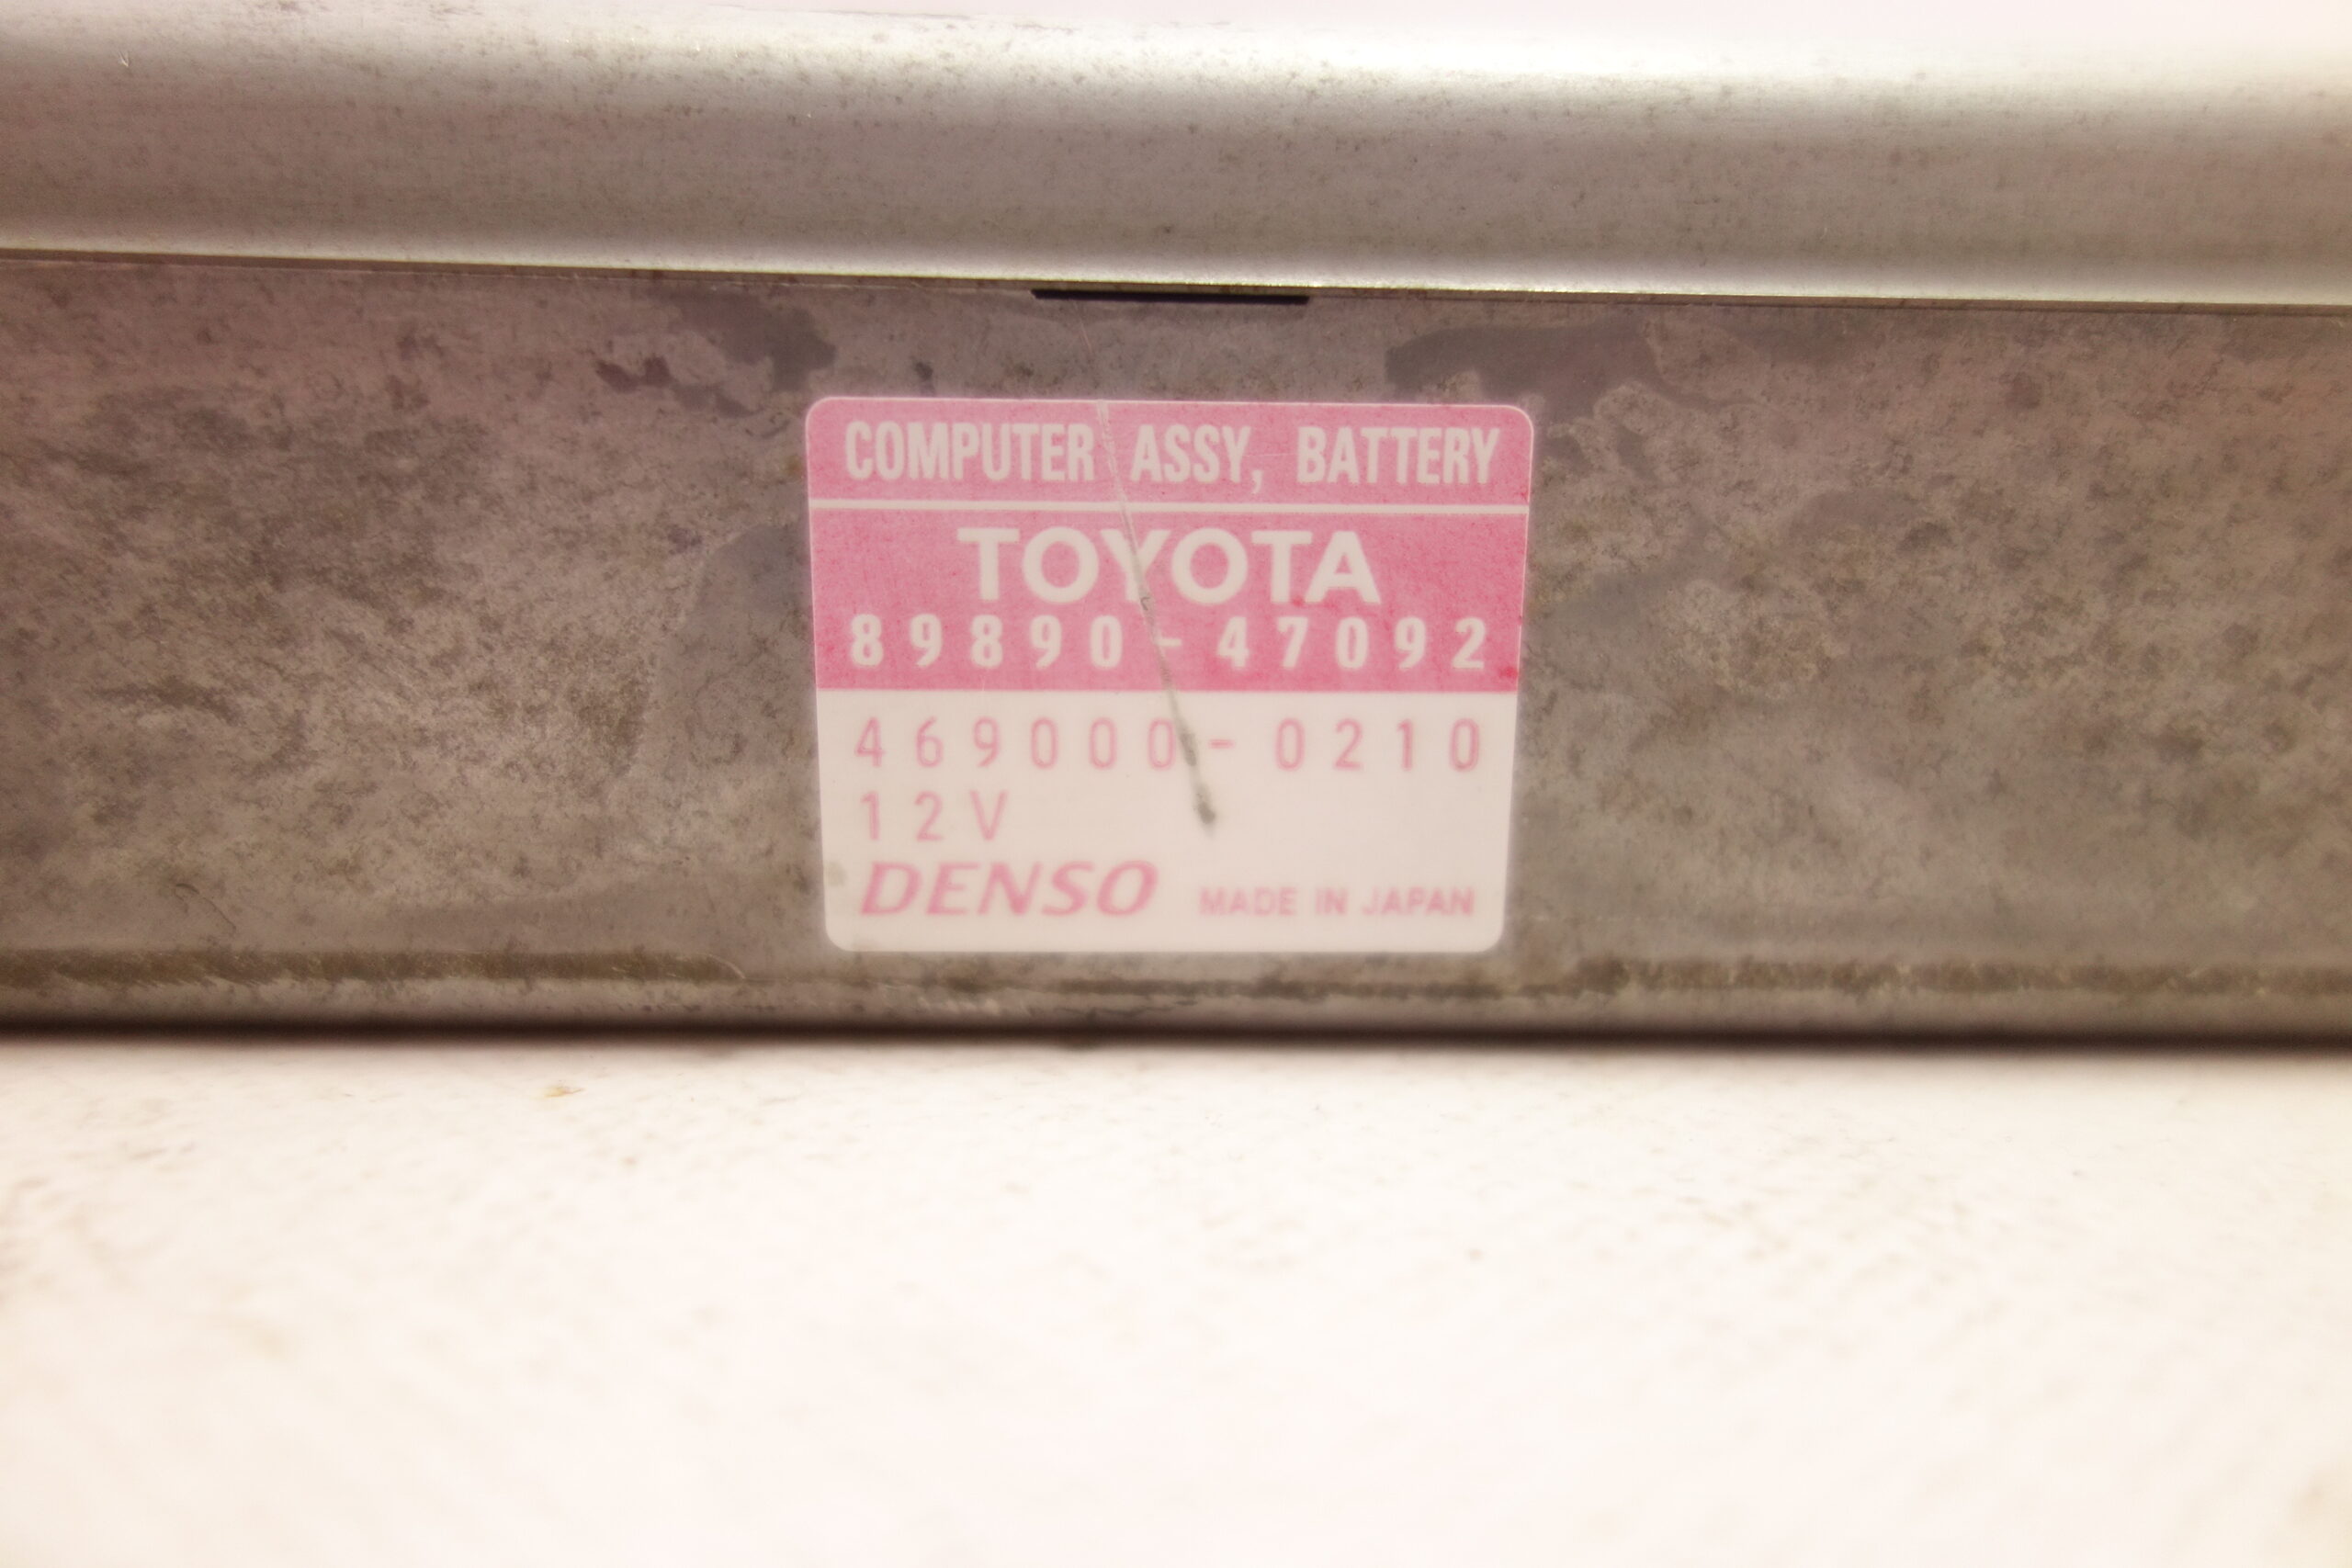 COMPUTER ASSY, BATTERY
TOYOTA
89890-47092
469000-0210
12V
DENSO MADE IN JAPAN